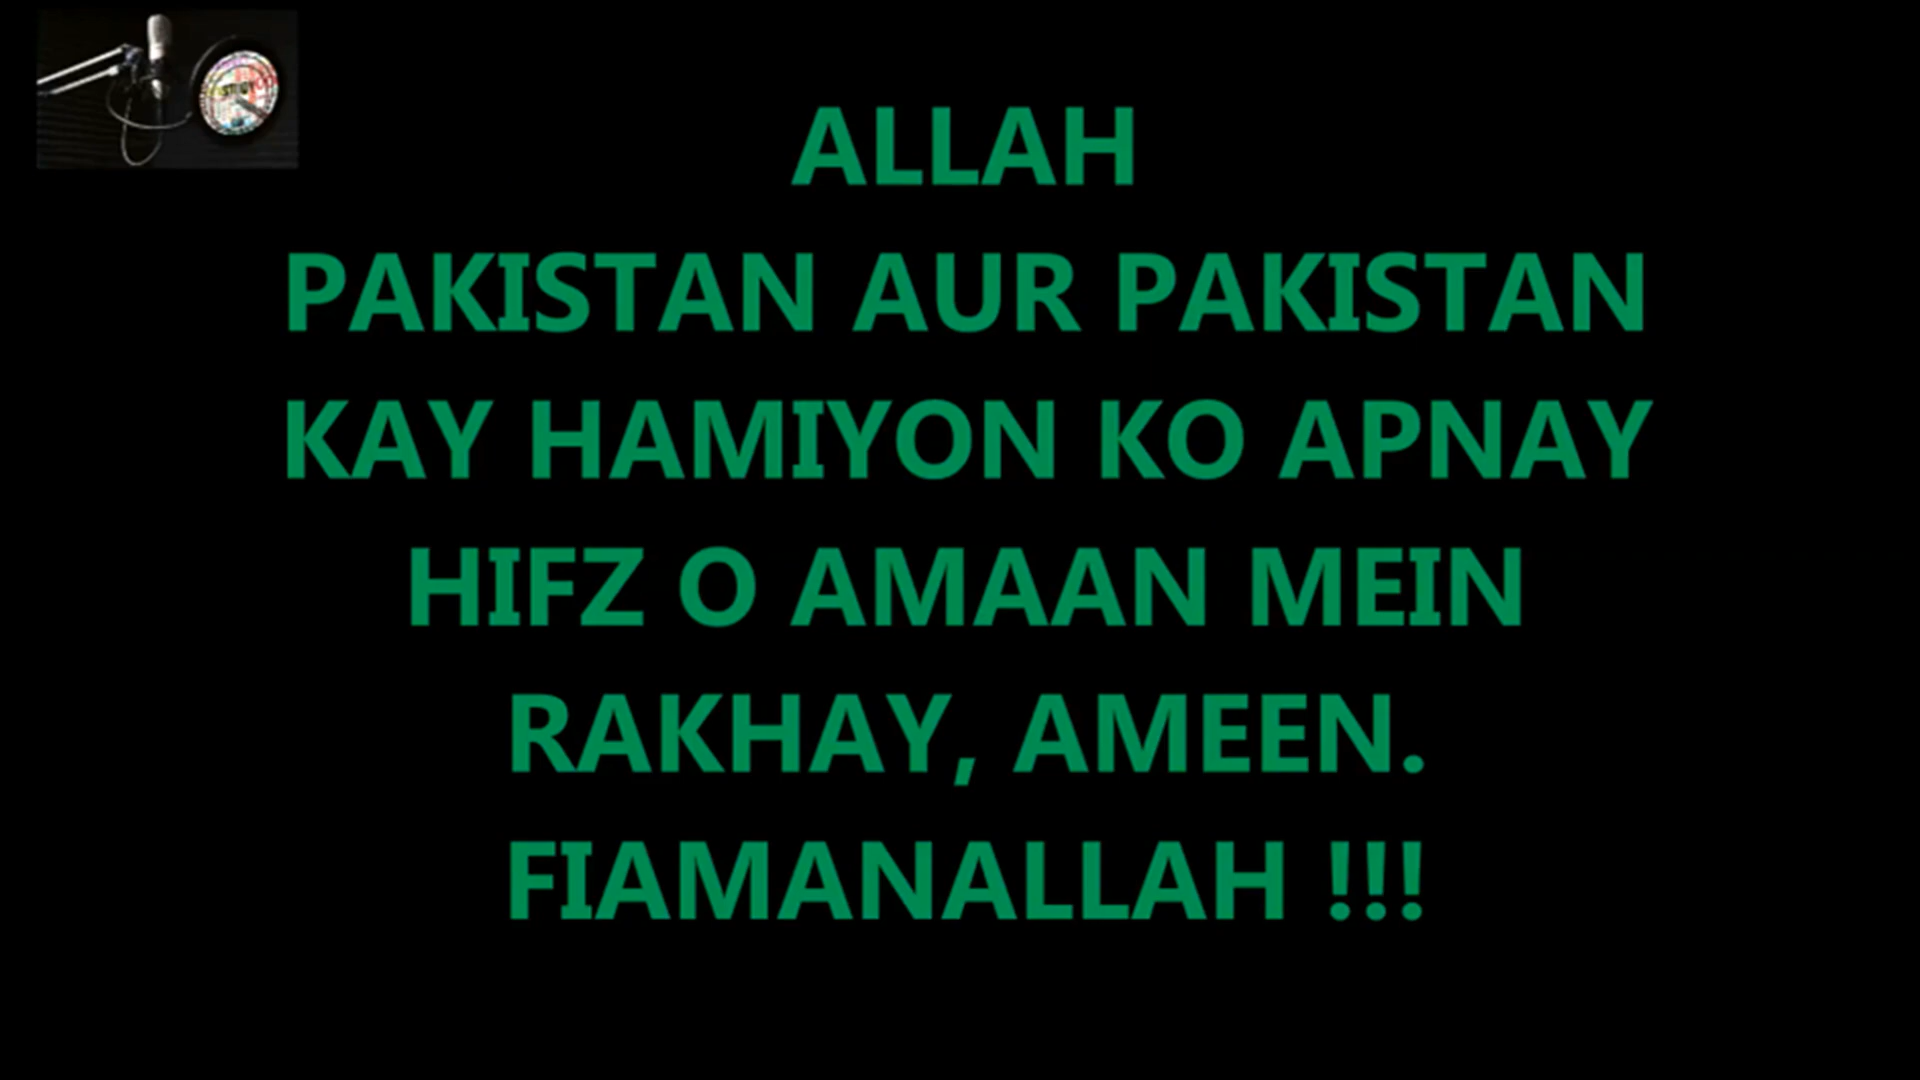 ALLAH
PAKISTAN AUR PAKISTAN
KAY HAMIYON KO APNAY
HIFZ O AMAAN MEIN
RAKHAY, AMEEN.
FIAMANALLAH !!!